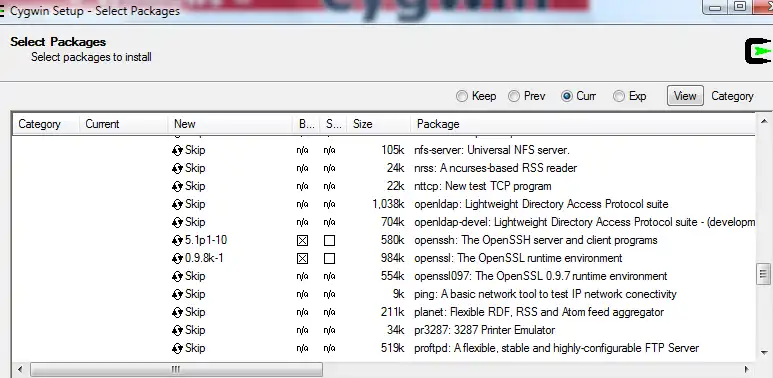 Cygwin Setup - Select Packages
Select Packages
Select packages to install
Keep Prev Curr Exp View Category
Category Current New B... S... Size Package
Skip n/a n/a 105k nfs-server: Universal NFS server.
Skip n/a n/a 24k nrss: A ncurses-based RSS reader
Skip n/a n/a 22k nttcp: New test TCP program
Skip n/a n/a 1,038k openldap: Lightweight Directory Access Protocol suite
Skip n/a n/a 704k openldap-devel: Lightweight Directory Access Protocol suite - (developm
5.1p1-10 580k openssh: The OpenSSH server and client programs
0.9.8k-1 984k openssl: The OpenSSL runtime environment
Skip n/a n/a 554k openssl097: The OpenSSL 0.9.7 runtime environment
Skip n/a n/a 9k ping: A basic network tool to test IP network conectivity
Skip n/a n/a 211k planet: Flexible RDF, RSS and Atom feed aggregator
Skip n/a n/a 34k pr3287: 3287 Printer Emulator
Skip n/a n/a 519k proftpd: A flexible, stable and highly-configurable FTP Server